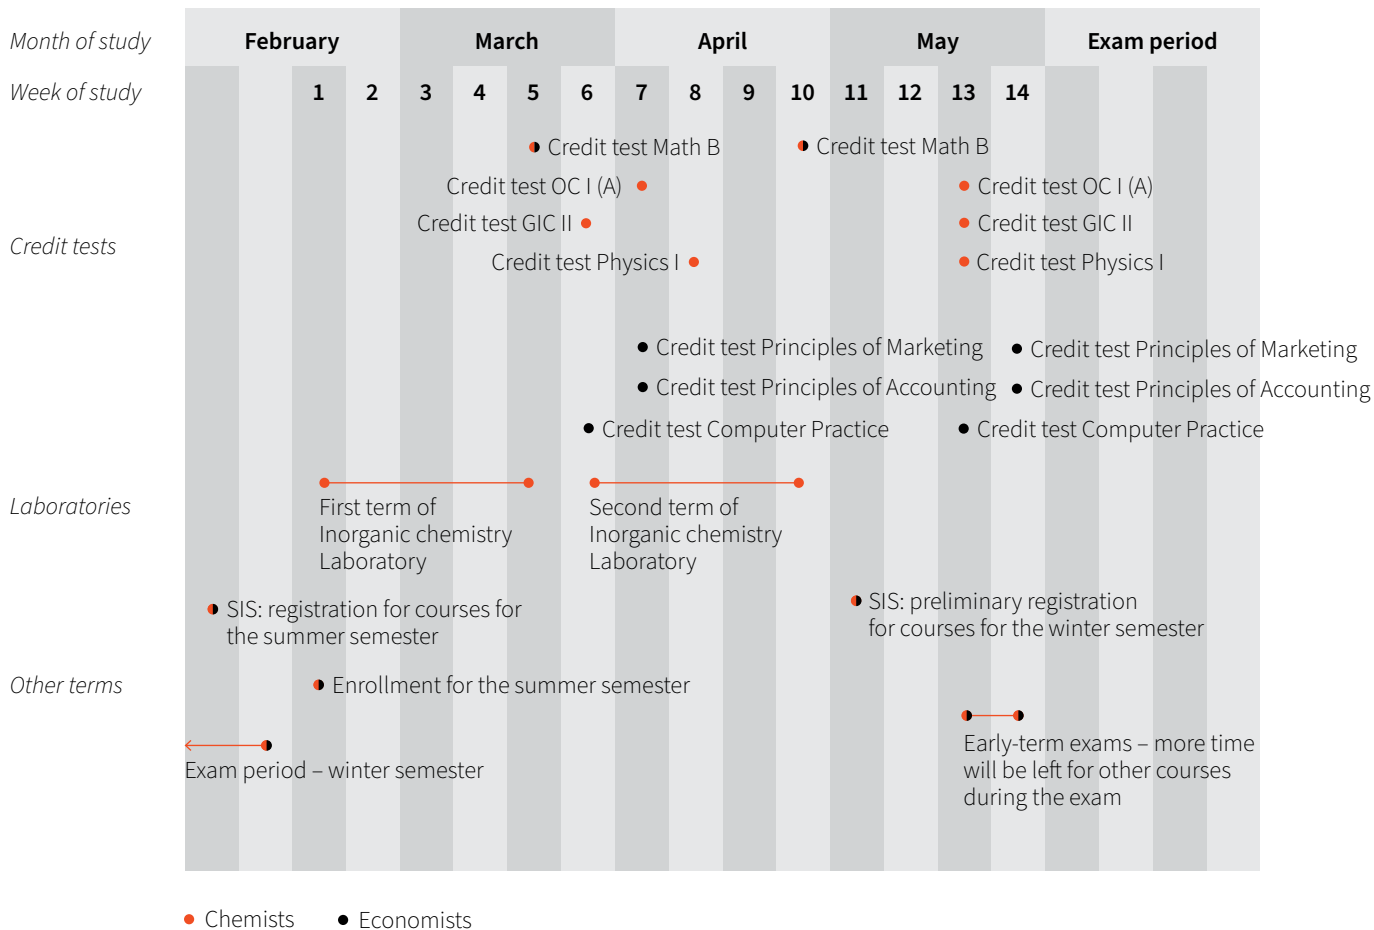 Month of study February March April May Exam period
Week of study 1 2 3 4 5 6 7 8 9 10 11 12 13 14
Credit test Math B Credit test Math B
Credit test OC I (A) Credit test OC I (A)
Credit test GIC II Credit test GIC II
Credit tests
Credit test Physics I Credit test Physics I
Credit test Principles of Marketing Credit test Principles of Marketing
Credit test Principles of Accounting Credit test Principles of Accounting
Credit test Computer Practice Credit test Computer Practice
Laboratories
First term of
Inorganic chemistry
Laboratory
Second term of
Inorganic chemistry
Laboratory
SIS: registration for courses for
the summer semester
SIS: preliminary registration
for courses for the winter semester
Other terms
Enrollment for the summer semester
Exam period – winter semester
Early-term exams – more time
will be left for other courses
during the exam
Chemists Economists